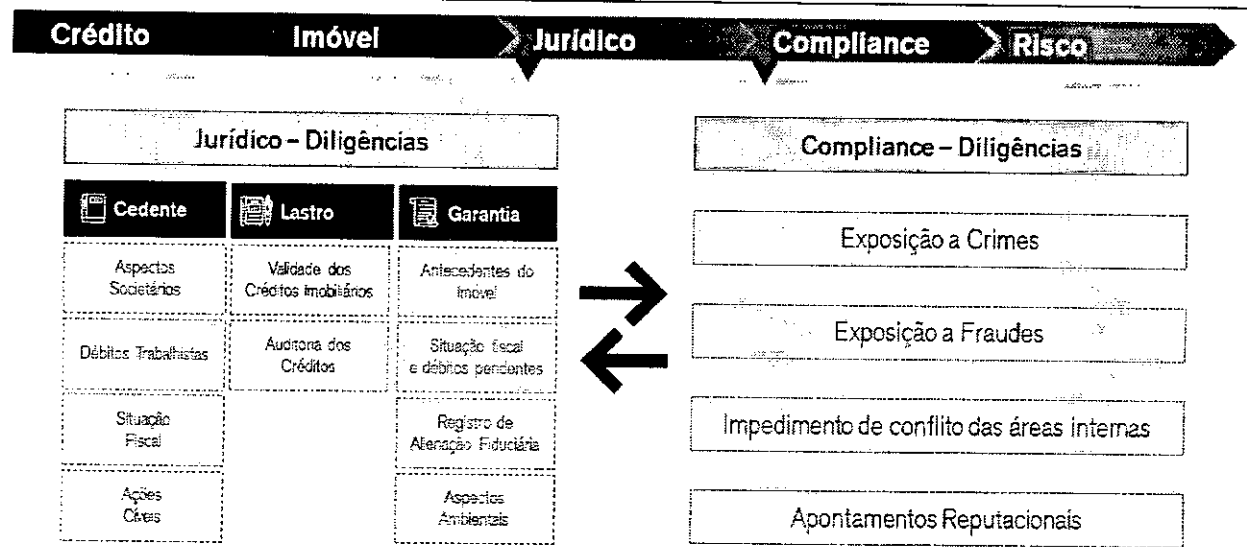 Crédito
Imóvel
Jurídico
Compliance
Risco
Jurídico – Diligências
Cedente
Lastro
Garantia
Aspectos
Societários
Validade dos
Créditos Imobiliários
Antecedentes do
Imóvel
Débitos Trabalhistas
Auditoria dos
Créditos
Situação fiscal
e débitos pendentes
Situação
Fiscal
Registro de
Alienação Fiduciária
Ações
Cíveis
Aspectos
Ambientais
Compliance – Diligências
Exposição a Crimes
Exposição a Fraudes
Impedimento de conflito das áreas internas
Apontamentos Reputacionais